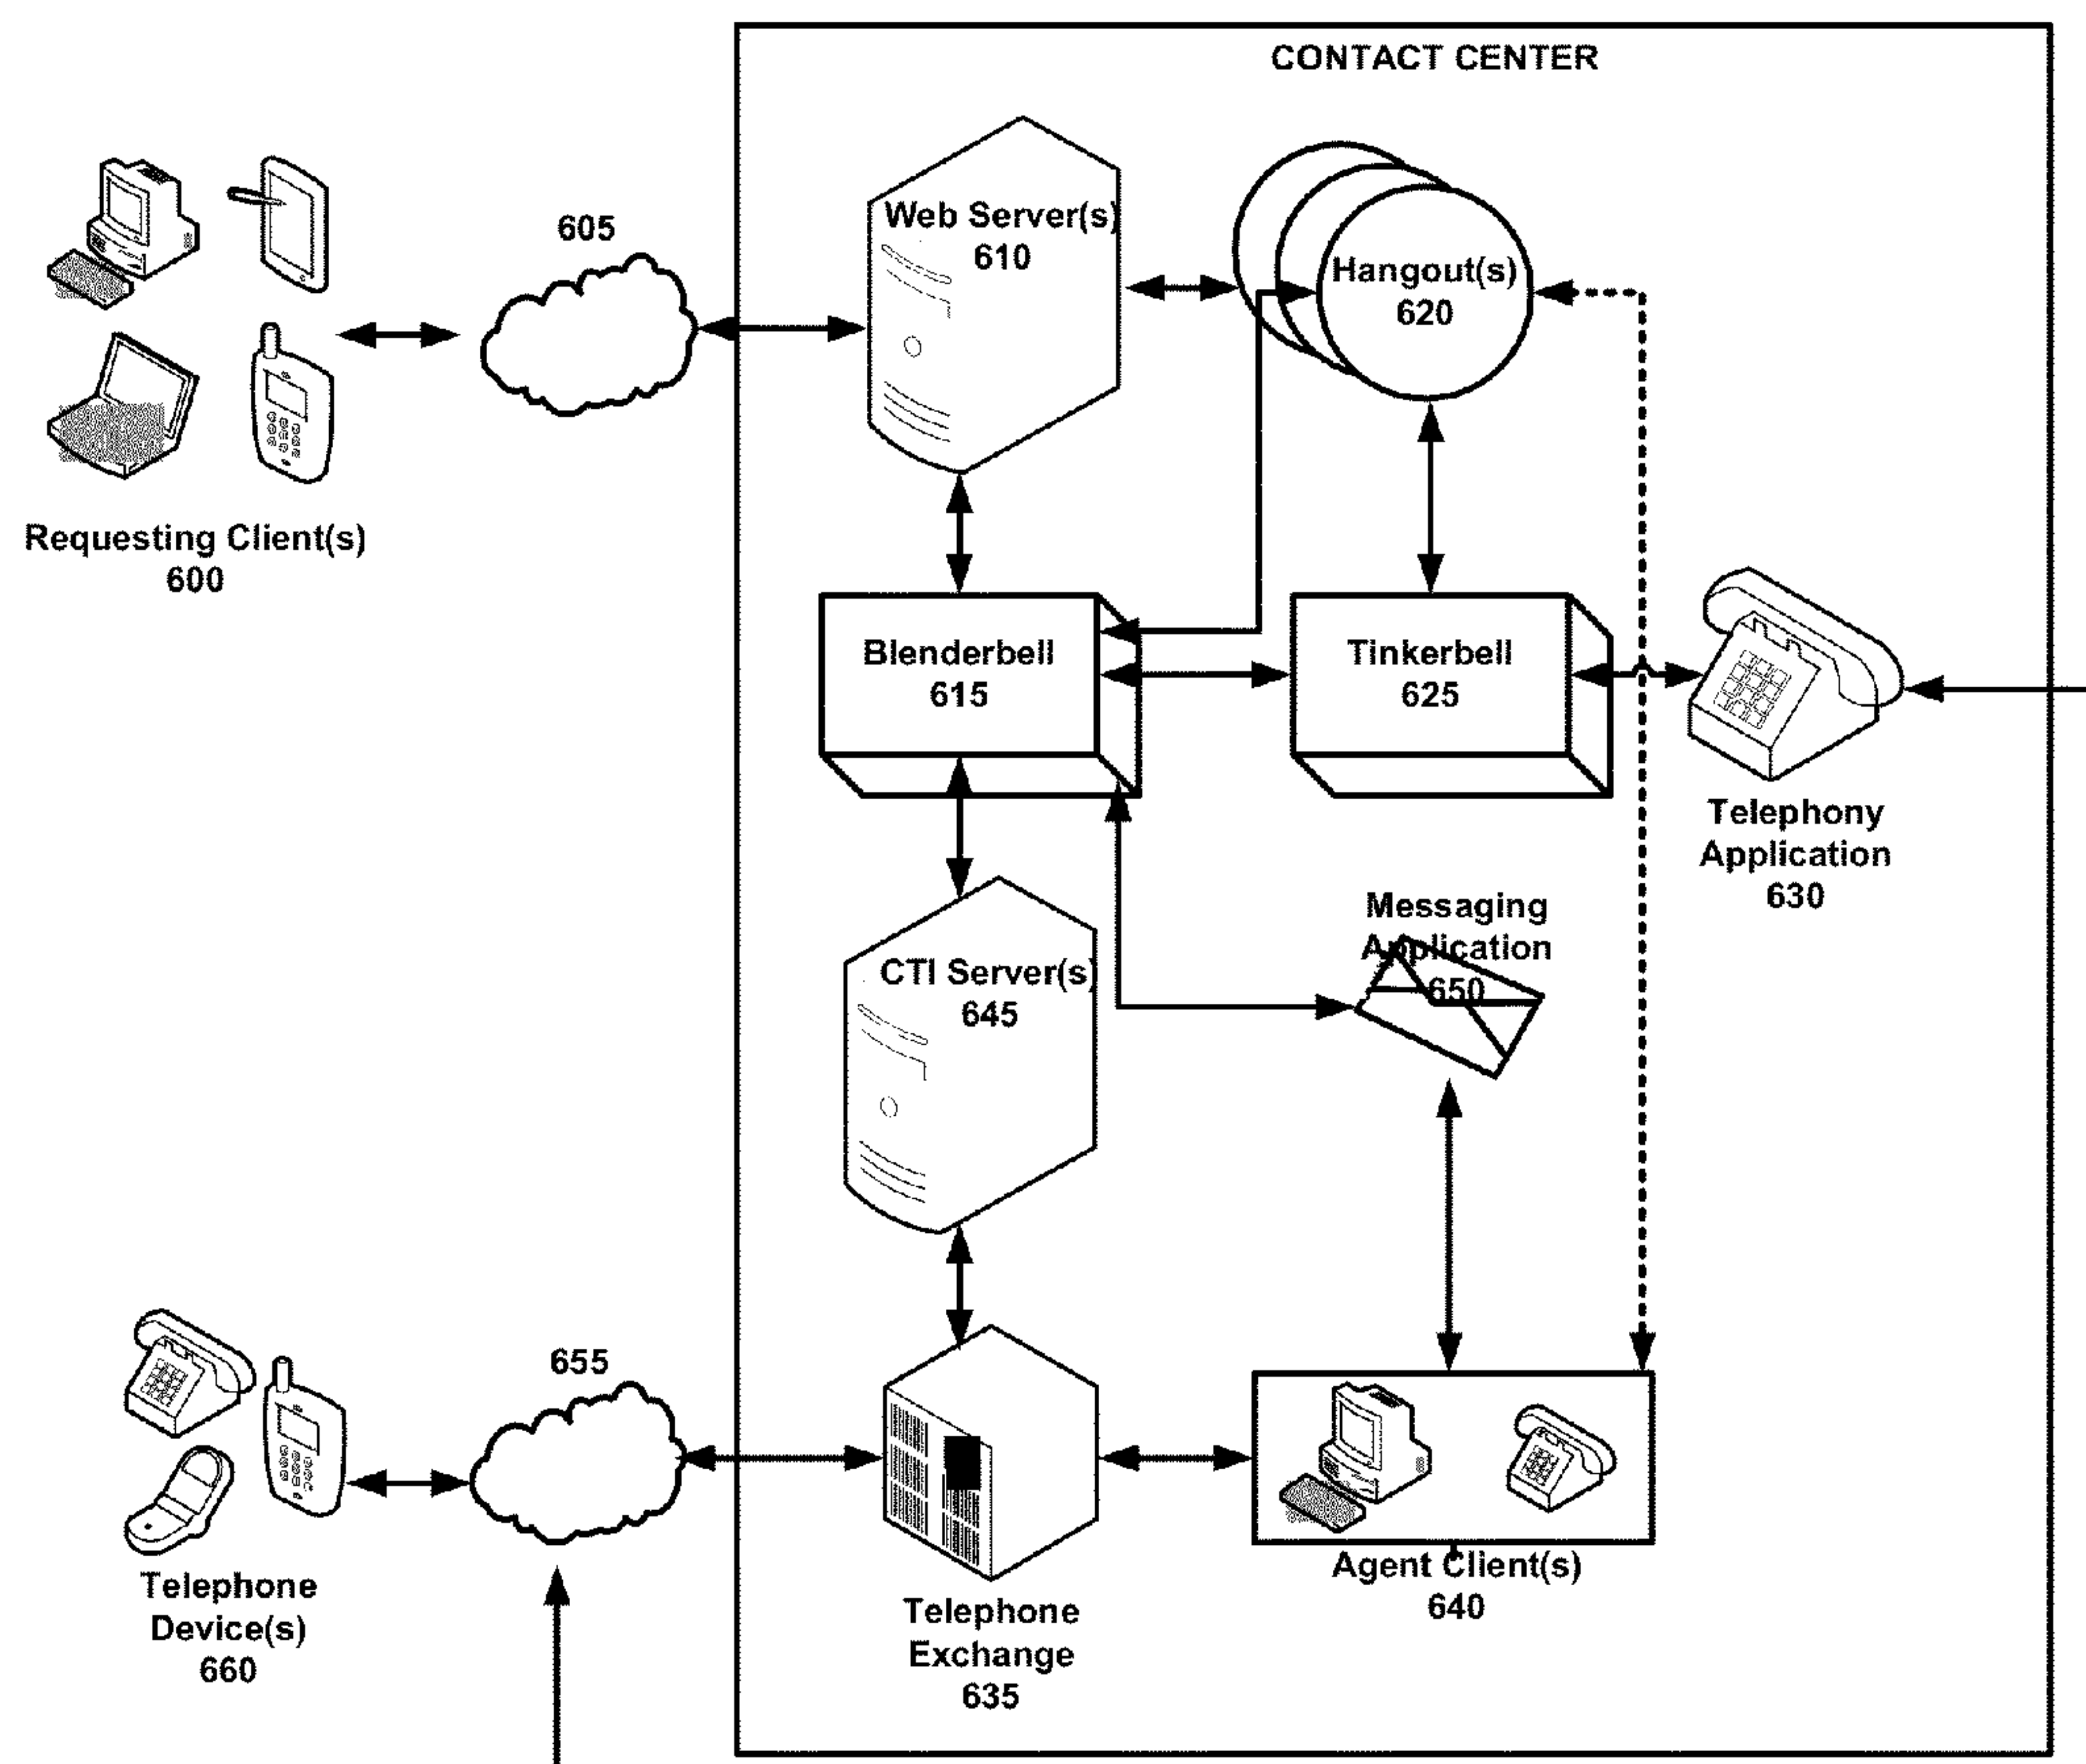 CONTACT CENTER
Web Server(s)
610
605
Hangout(s)
620
Requesting Client(s)
600
Blenderbell
615
Tinkerbell
625
Telephony
Application
630
Messaging
Application
650
CTI Server(s)
645
655
Telephone
Device(s)
660
Telephone
Exchange
635
Agent Client(s)
640